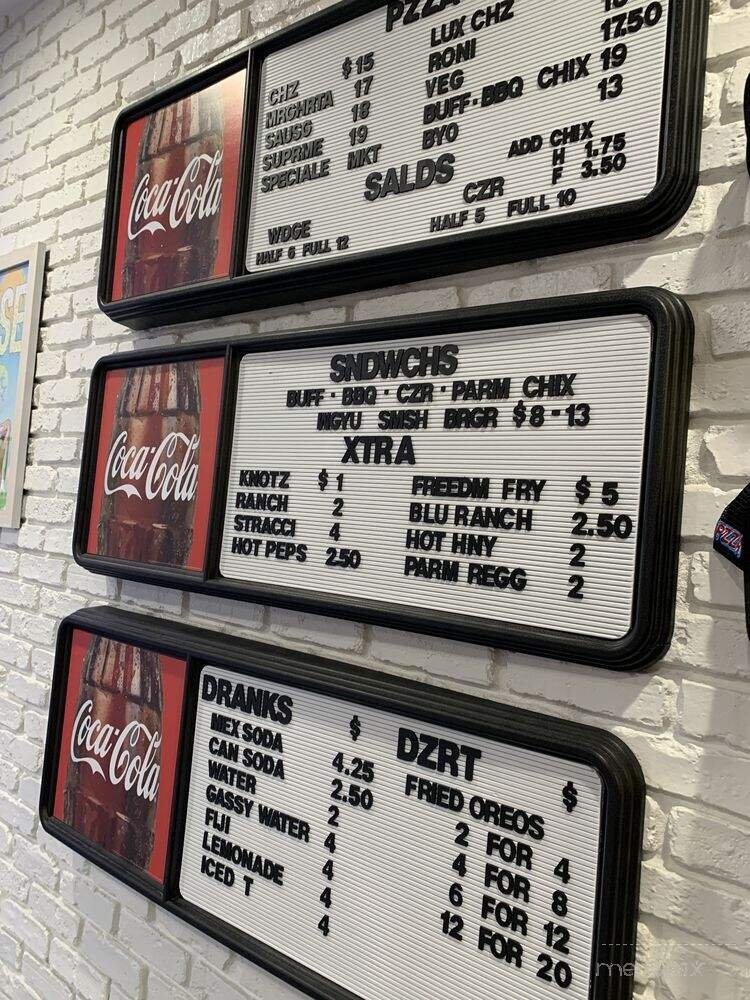 PZZA
CHZ $15
MRGHRTA 17
SAUSG 18
SUPRME 19
SPECIALE MKT
LUX CHZ
RONI 17.50
VEG 19
BUFF·BBQ CHIX 13
BYO
SALDS
ADD CHIX
H 1.75
F 3.50
WDGE
HALF 6 FULL 12
CZR
HALF 5 FULL 10
Coca-Cola
SNDWCHS
BUFF · BBQ · CZR · PARM CHIX
WGYU SMSH BRGR $8-13
XTRA
KNOTZ $1
RANCH 2
STRACCI 4
HOT PEPS 2.50
FREEDM FRY $5
BLU RANCH 2.50
HOT HNY 2
PARM REGG 2
Coca-Cola
DRANKS $
MEX SODA 4.25
CAN SODA 2.50
WATER 2
GASSY WATER 4
FIJI 4
LEMONADE 4
ICED T 4
DZRT $
FRIED OREOS
2 FOR 4
4 FOR 8
6 FOR 12
12 FOR 20
Coca-Cola
SE